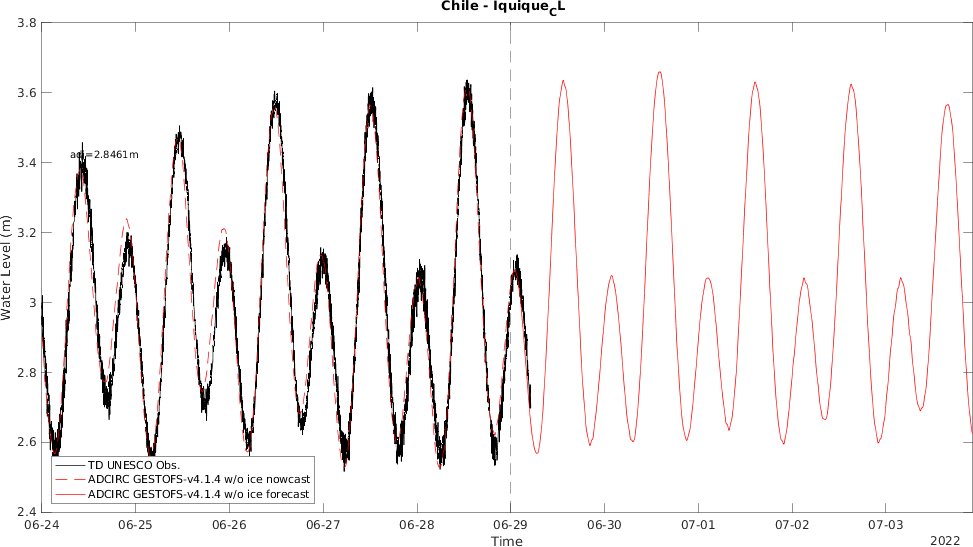 Chile - IquiqueCL
3.8
3.6
3.4
3.2
3
2.8
2.6
2.4
Water Level (m)
adj=2.8461m
TD UNESCO Obs.
ADCIRC GESTOFS-v4.1.4 w/o ice nowcast
ADCIRC GESTOFS-v4.1.4 w/o ice forecast
06-24 06-25 06-26 06-27 06-28 06-29 06-30 07-01 07-02 07-03
Time
2022